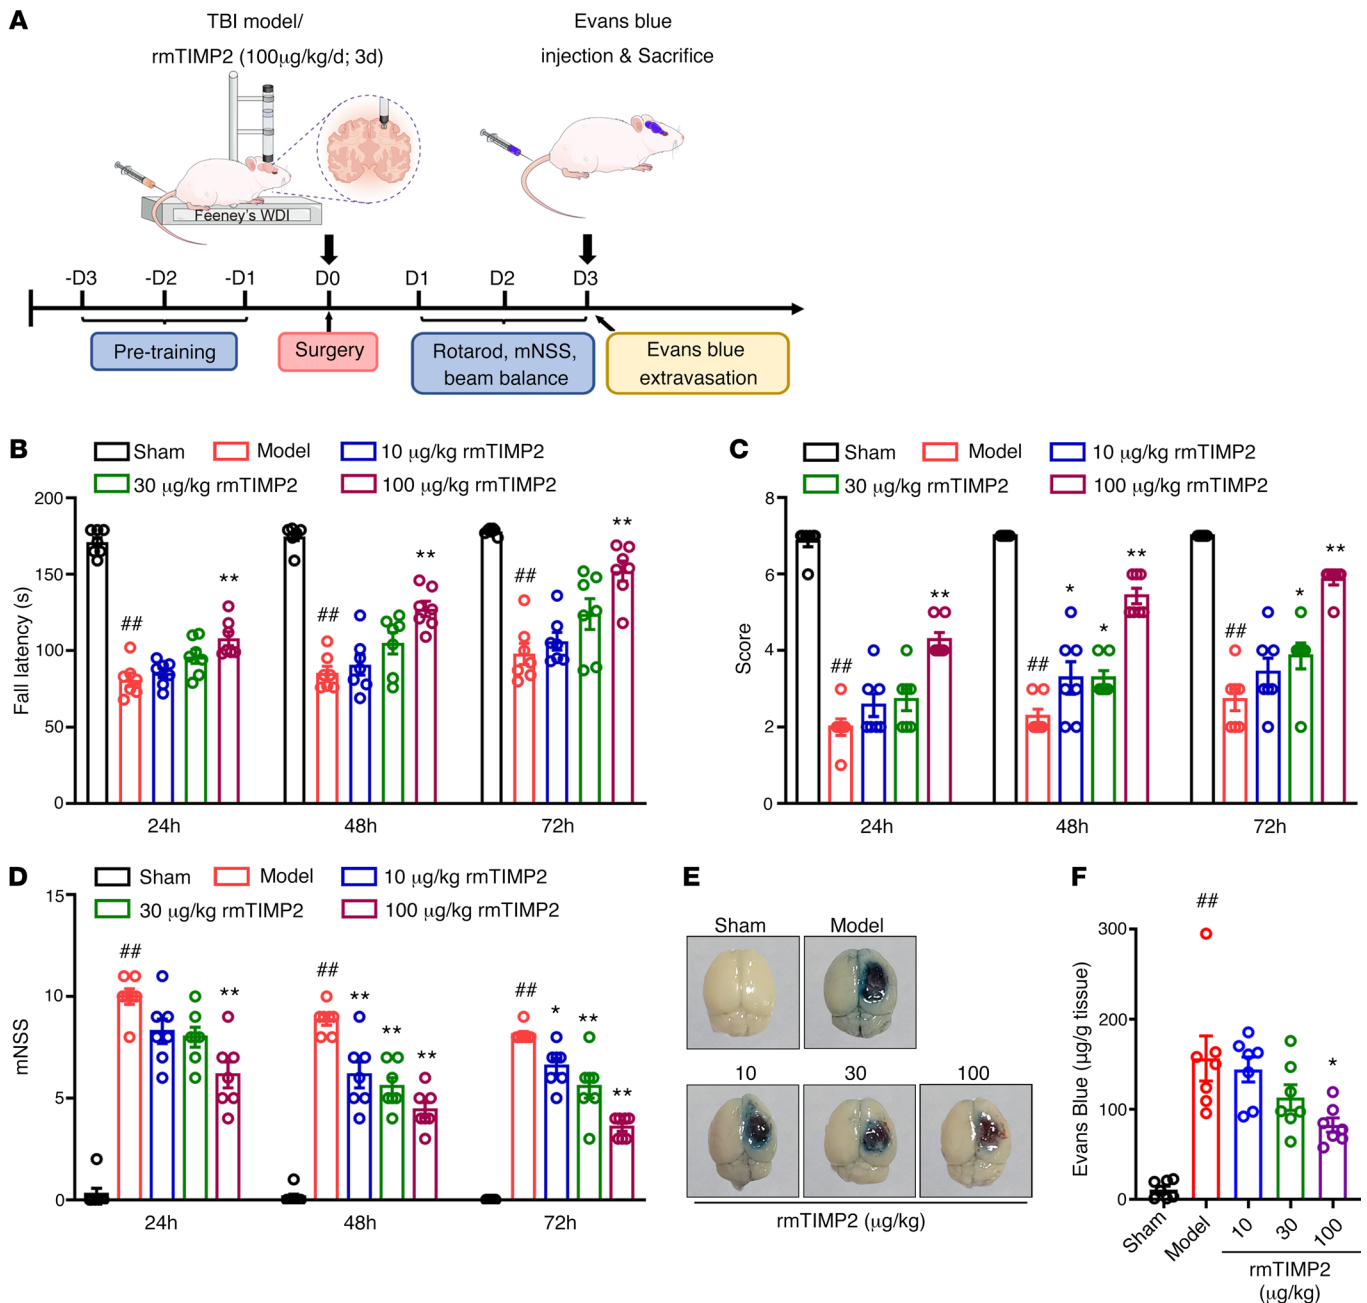 A
TBI model/
rmTIMP2 (100μg/kg/d; 3d)
Evans blue
injection & Sacrifice
Feeney's WDI
-D3 -D2 -D1 D0 D1 D2 D3
Pre-training
Surgery
Rotarod, mNSS,
beam balance
Evans blue
extravasation
B
Sham Model 10 μg/kg rmTIMP2
30 μg/kg rmTIMP2 100 μg/kg rmTIMP2
Fall latency (s)
200
150
100
50
0
## **
## **
## **
24h 48h 72h
C
Sham Model 10 μg/kg rmTIMP2
30 μg/kg rmTIMP2 100 μg/kg rmTIMP2
Score
8
6
4
2
0
## **
## * * **
## * **
24h 48h 72h
D
Sham Model 10 μg/kg rmTIMP2
30 μg/kg rmTIMP2 100 μg/kg rmTIMP2
mNSS
15
10
5
0
## **
## ** ** **
## * ** **
24h 48h 72h
E
Sham Model
10 30 100
rmTIMP2 (μg/kg)
F
Evans Blue (μg/g tissue)
300
200
100
0
##
*
Sham Model 10 30 100
rmTIMP2
(μg/kg)